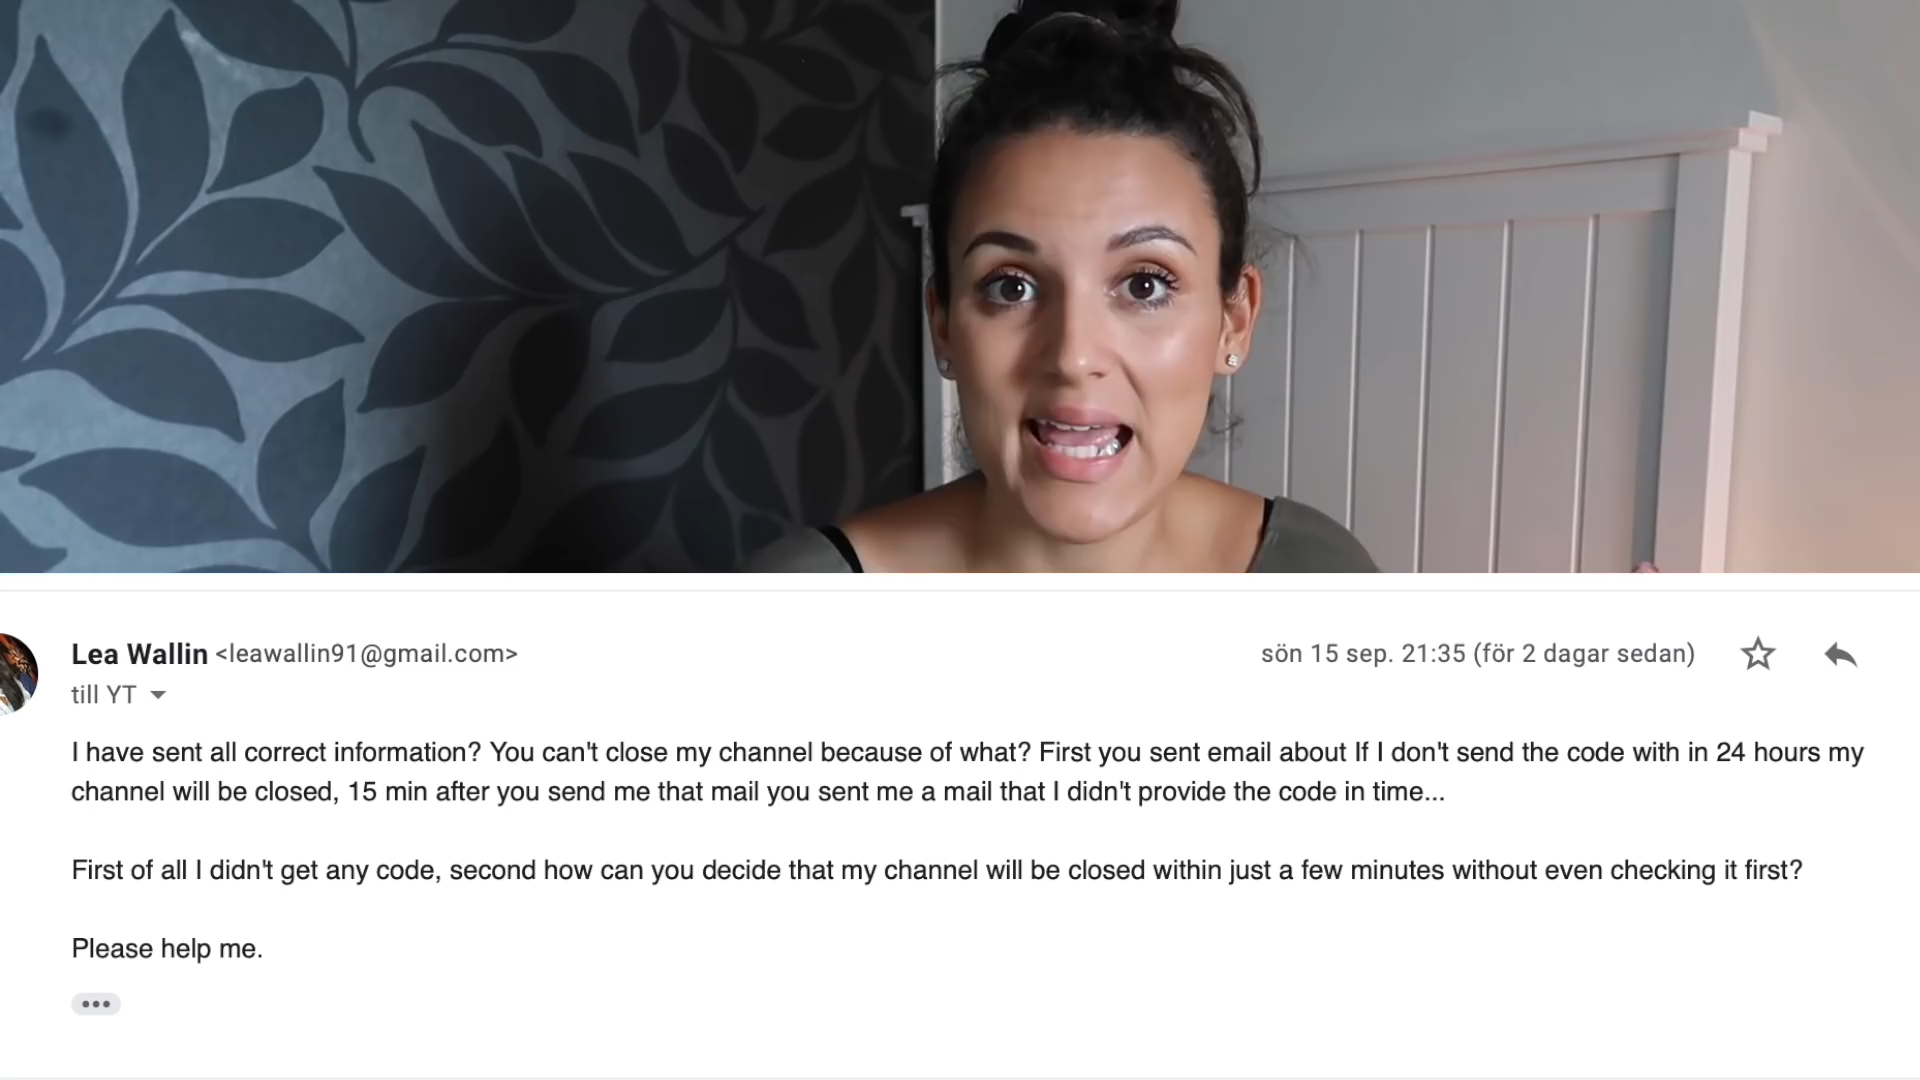 Lea Wallin <leawallin91@gmail.com>
sön 15 sep. 21:35 (för 2 dagar sedan)
till YT
I have sent all correct information? You can't close my channel because of what? First you sent email about If I don't send the code with in 24 hours my
channel will be closed, 15 min after you send me that mail you sent me a mail that I didn't provide the code in time...
First of all I didn't get any code, second how can you decide that my channel will be closed within just a few minutes without even checking it first?
Please help me.